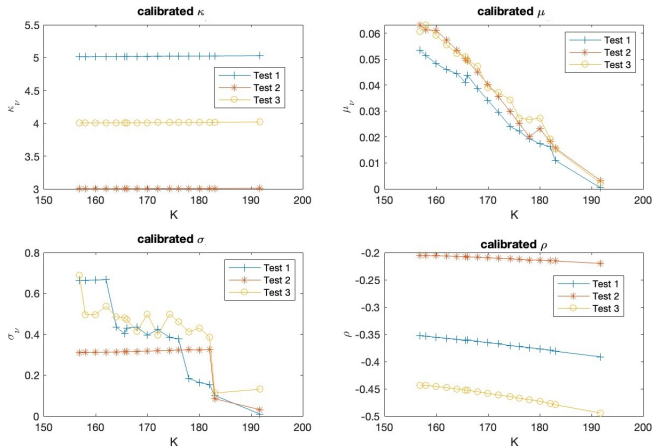 calibrated κ
5.5
5
4.5
4
3.5
3
κν
150 160 170 180 190 200
K
Test 1
Test 2
Test 3
calibrated μ
0.06
0.05
0.04
0.03
0.02
0.01
0
μν
150 160 170 180 190 200
K
Test 1
Test 2
Test 3
calibrated σ
0.8
0.6
0.4
0.2
0
σν
150 160 170 180 190 200
K
Test 1
Test 2
Test 3
calibrated ρ
-0.2
-0.25
-0.3
-0.35
-0.4
-0.45
-0.5
ρ
150 160 170 180 190 200
K
Test 1
Test 2
Test 3